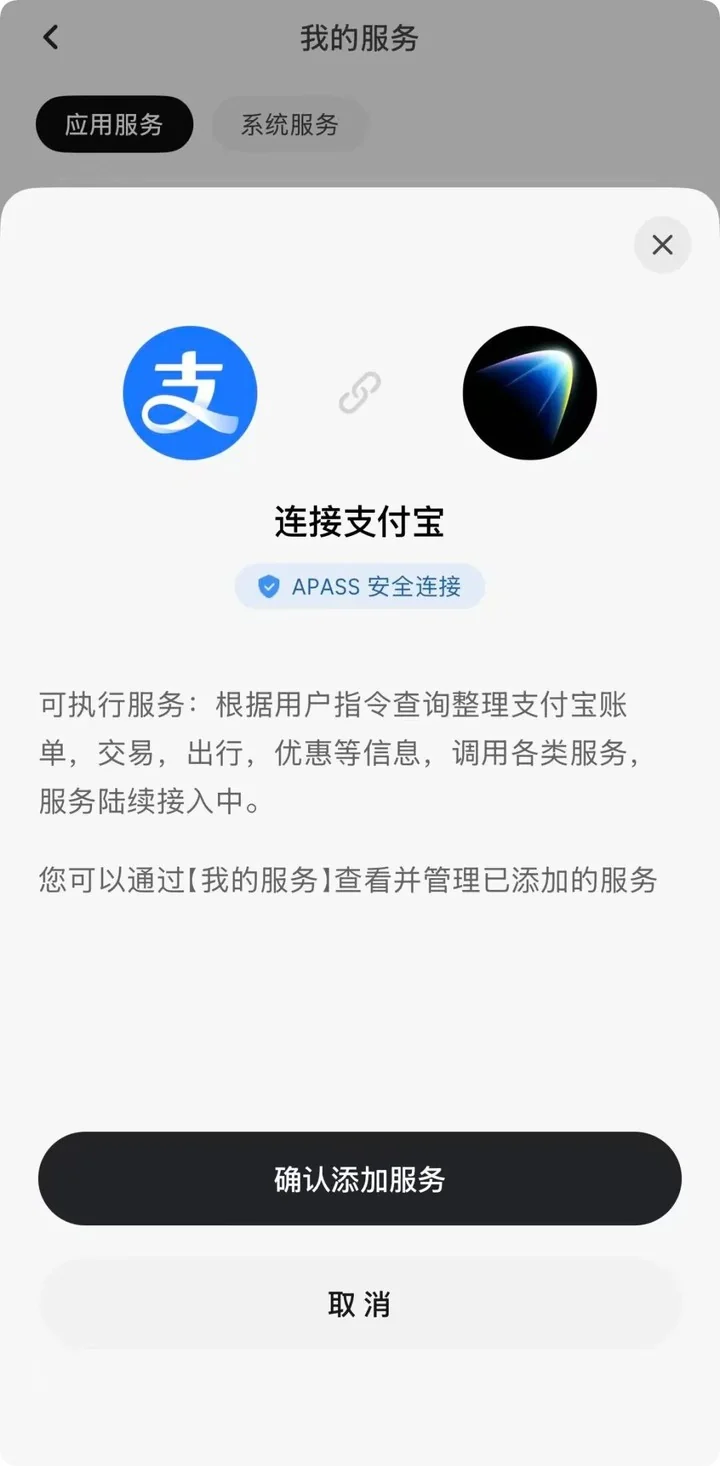 我的服务
应用服务
系统服务
支
连接支付宝
APASS 安全连接
可执行服务：根据用户指令查询整理支付宝账
单，交易，出行，优惠等信息，调用各类服务，
服务陆续接入中。
您可以通过【我的服务】查看并管理已添加的服务
确认添加服务
取 消